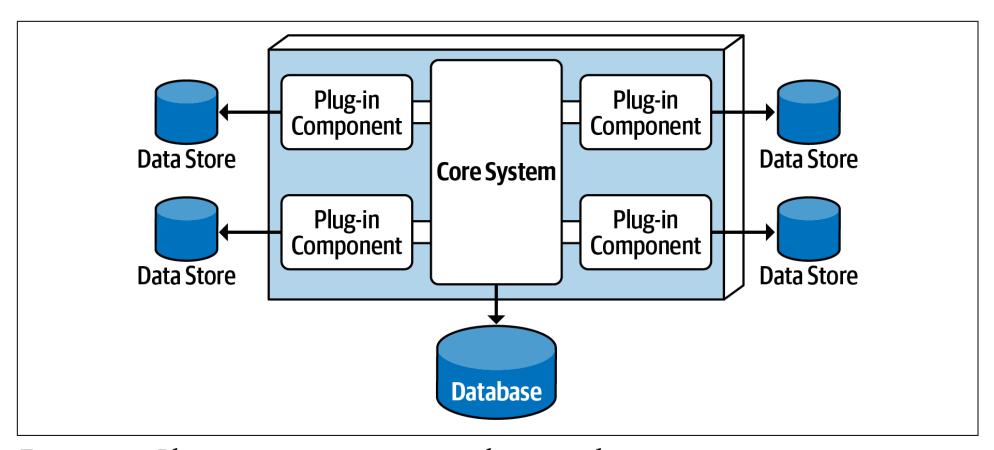 Plug-in
Component
Plug-in
Component
Data Store
Core System
Data Store
Plug-in
Component
Plug-in
Component
Data Store
Data Store
Database